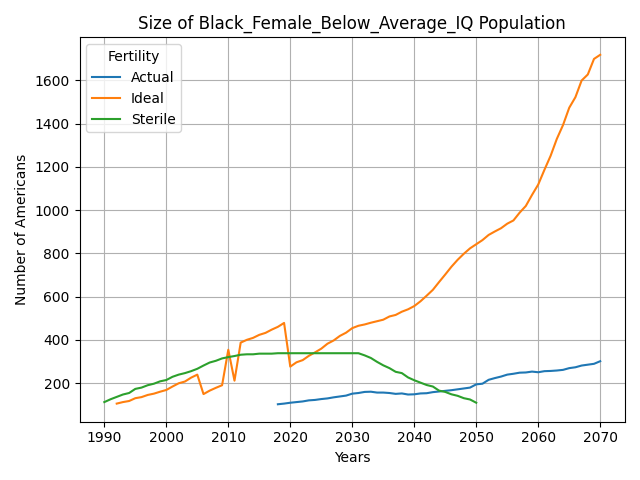 Size of Black_Female_Below_Average_IQ Population
Fertility
Actual
Ideal
Sterile
Number of Americans
1600
1400
1200
1000
800
600
400
200
1990 2000 2010 2020 2030 2040 2050 2060 2070
Years